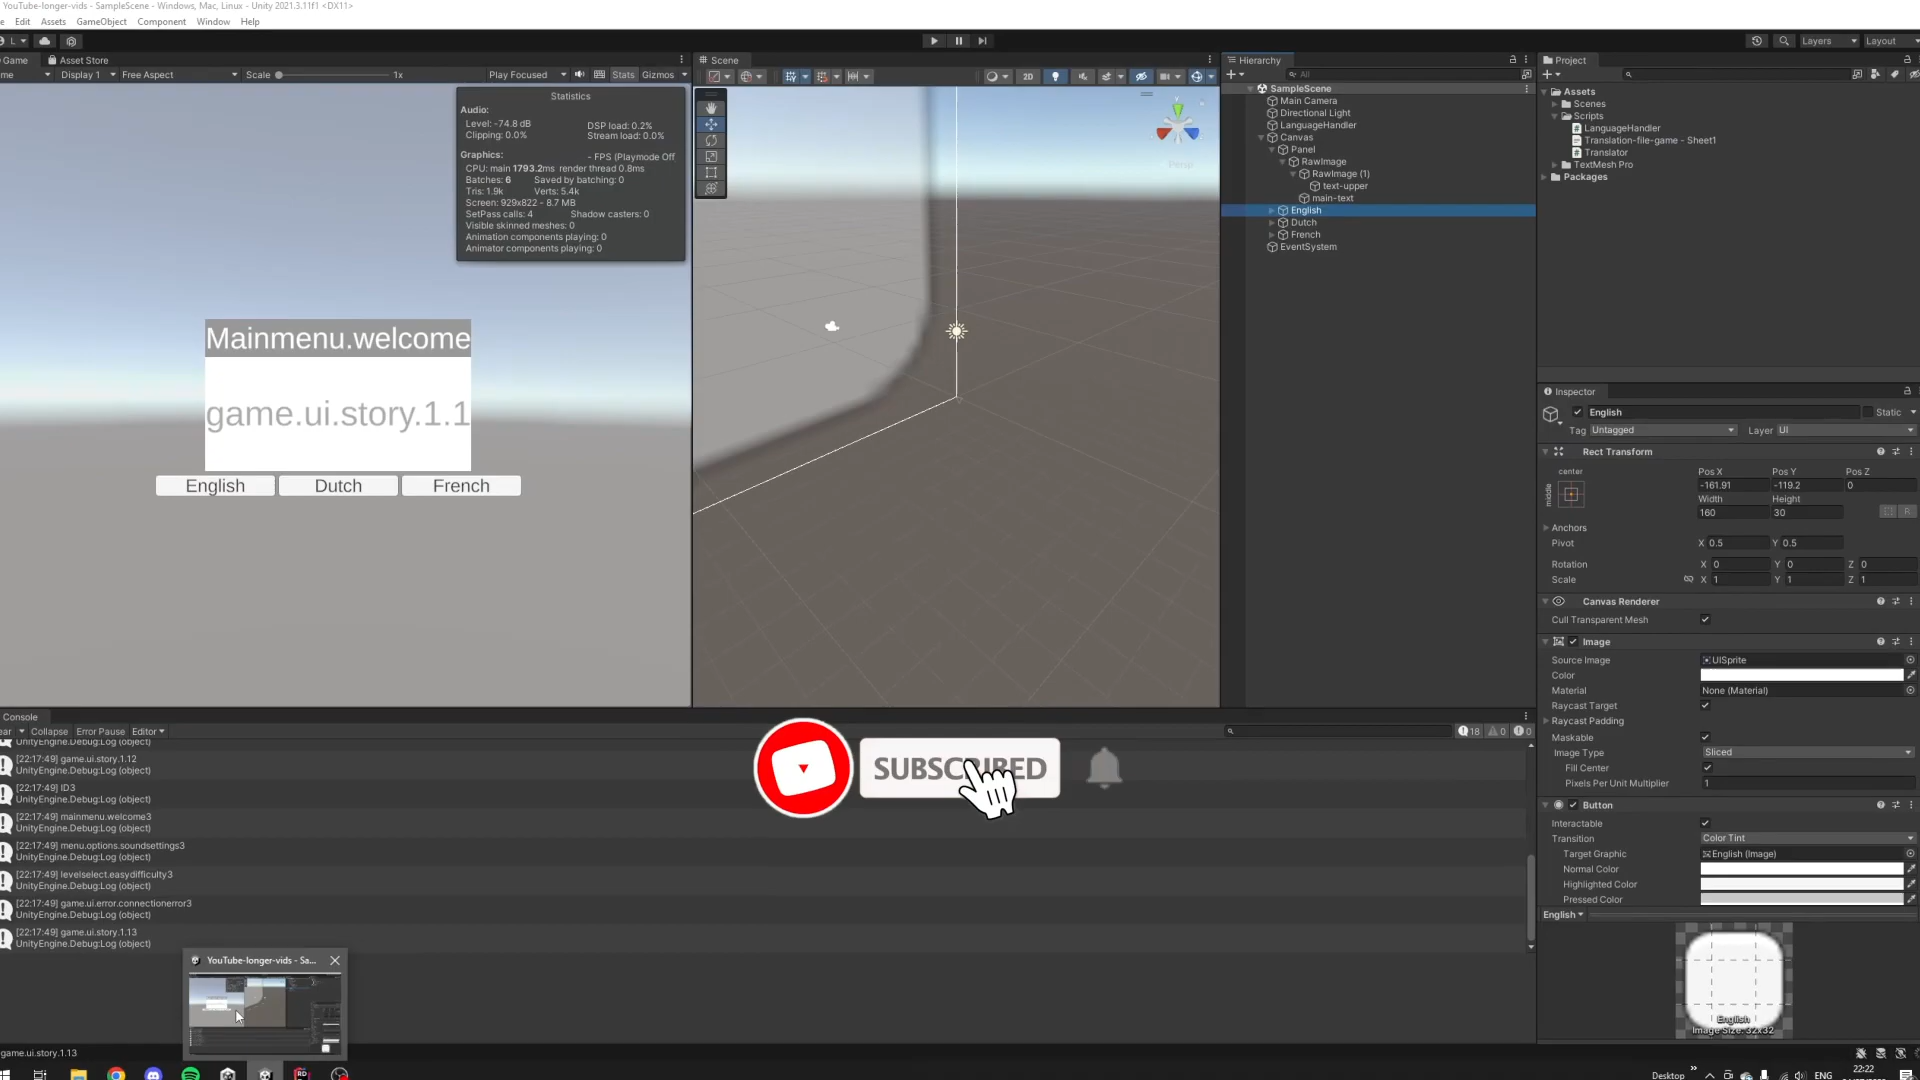 YouTube-longer-vids - SampleScene - Windows, Mac, Linux - Unity 2021.3.11f1 <DX11>
Edit Assets GameObject Component Window Help
L
Layers Layout
Game Asset Store
Display 1 Free Aspect Scale 1x Play Focused Stats Gizmos
Statistics
Audio:
Level: -74.8 dB DSP load: 0.2%
Clipping: 0.0% Stream load: 0.0%
Graphics: - FPS (Playmode Off
CPU: main 1793.2ms render thread 0.8ms
Batches: 6 Saved by batching: 0
Tris: 1.9k Verts: 5.4k
Screen: 929x822 - 8.7 MB
SetPass calls: 4 Shadow casters: 0
Visible skinned meshes: 0
Animation components playing: 0
Animator components playing: 0
Mainmenu.welcome
game.ui.story.1.1
English Dutch French
Scene
2D
Persp
Hierarchy
All
SampleScene
Main Camera
Directional Light
LanguageHandler
Canvas
Panel
RawImage
RawImage (1)
text-upper
main-text
English
Dutch
French
EventSystem
Project
Assets
Scenes
Scripts
LanguageHandler
Translation-file-game - Sheet1
Translator
TextMesh Pro
Packages
Inspector
English Static
Tag Untagged Layer UI
Rect Transform
center
middle
Pos X Pos Y Pos Z
-161.91 -119.2 0
Width Height
160 30
R
Anchors
Pivot X 0.5 Y 0.5
Rotation X 0 Y 0 Z 0
Scale X 1 Y 1 Z 1
Canvas Renderer
Cull Transparent Mesh
Image
Source Image UISprite
Color
Material None (Material)
Raycast Target
Raycast Padding
Maskable
Image Type Sliced
Fill Center
Pixels Per Unit Multiplier 1
Button
Interactable
Transition Color Tint
Target Graphic English (Image)
Normal Color
Highlighted Color
Pressed Color
English
English
Image Size: 32x32
Console
Collapse Error Pause Editor
18 0 0
UnityEngine.Debug:Log (object)
[22:17:49] game.ui.story.1.12
UnityEngine.Debug:Log (object)
[22:17:49] ID3
UnityEngine.Debug:Log (object)
[22:17:49] mainmenu.welcome3
UnityEngine.Debug:Log (object)
[22:17:49] menu.options.soundsettings3
UnityEngine.Debug:Log (object)
[22:17:49] levelselect.easydifficulty3
UnityEngine.Debug:Log (object)
[22:17:49] game.ui.error.connectionerror3
UnityEngine.Debug:Log (object)
[22:17:49] game.ui.story.1.13
UnityEngine.Debug:Log (object)
SUBSCRIBED
YouTube-longer-vids - Sa...
game.ui.story.1.13
RD
Desktop ENG 22:22